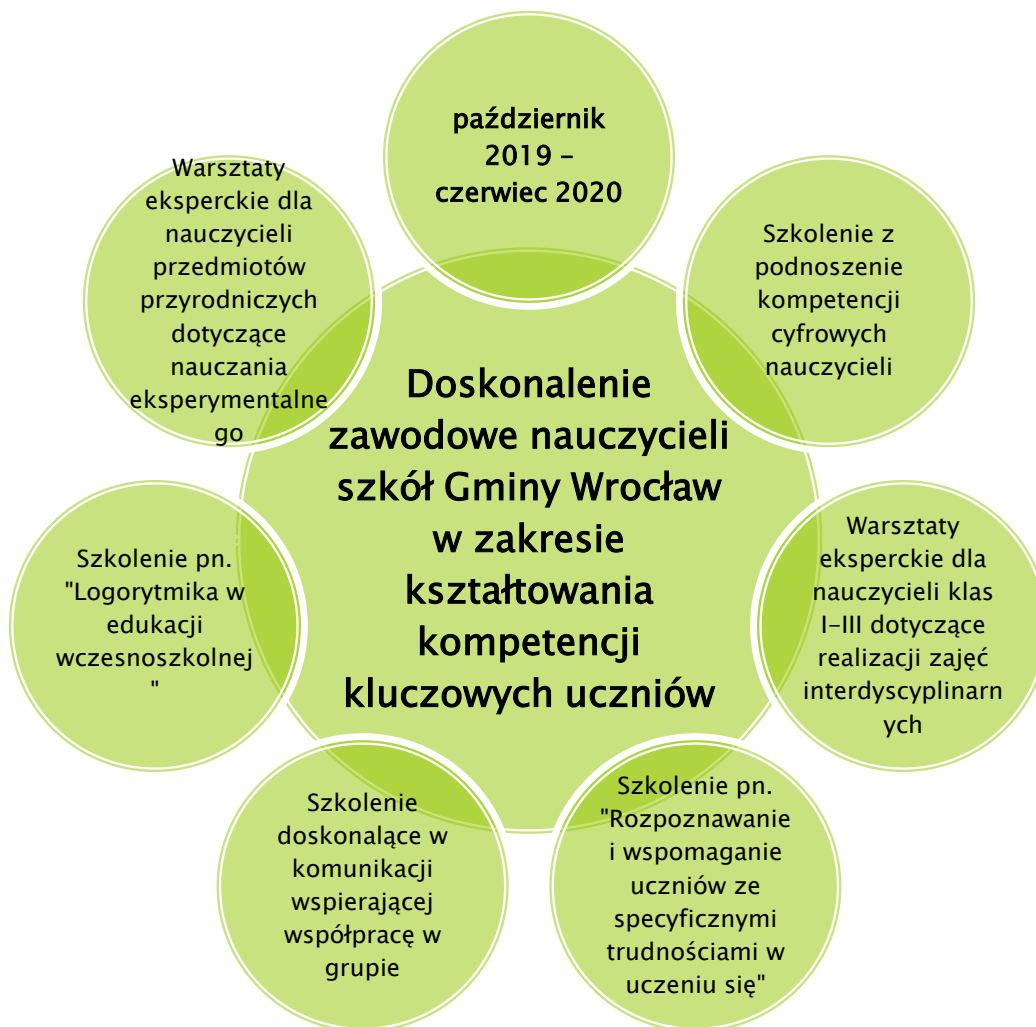 październik
2019 –
czerwiec 2020
Szkolenie z
podnoszenie
kompetencji
cyfrowych
nauczycieli
Warsztaty
eksperckie dla
nauczycieli klas
I-III dotyczące
realizacji zajęć
interdyscyplinarn
ych
Szkolenie pn.
"Rozpoznawanie
i wspomaganie
uczniów ze
specyficznymi
trudnościami w
uczeniu się"
Szkolenie
doskonalące w
komunikacji
wspierającej
współpracę w
grupie
Szkolenie pn.
"Logorytmika w
edukacji
wczesnoszkolnej
"
Warsztaty
eksperckie dla
nauczycieli
przedmiotów
przyrodniczych
dotyczące
nauczania
eksperymentalne
go
Doskonalenie
zawodowe nauczycieli
szkół Gminy Wrocław
w zakresie
kształtowania
kompetencji
kluczowych uczniów